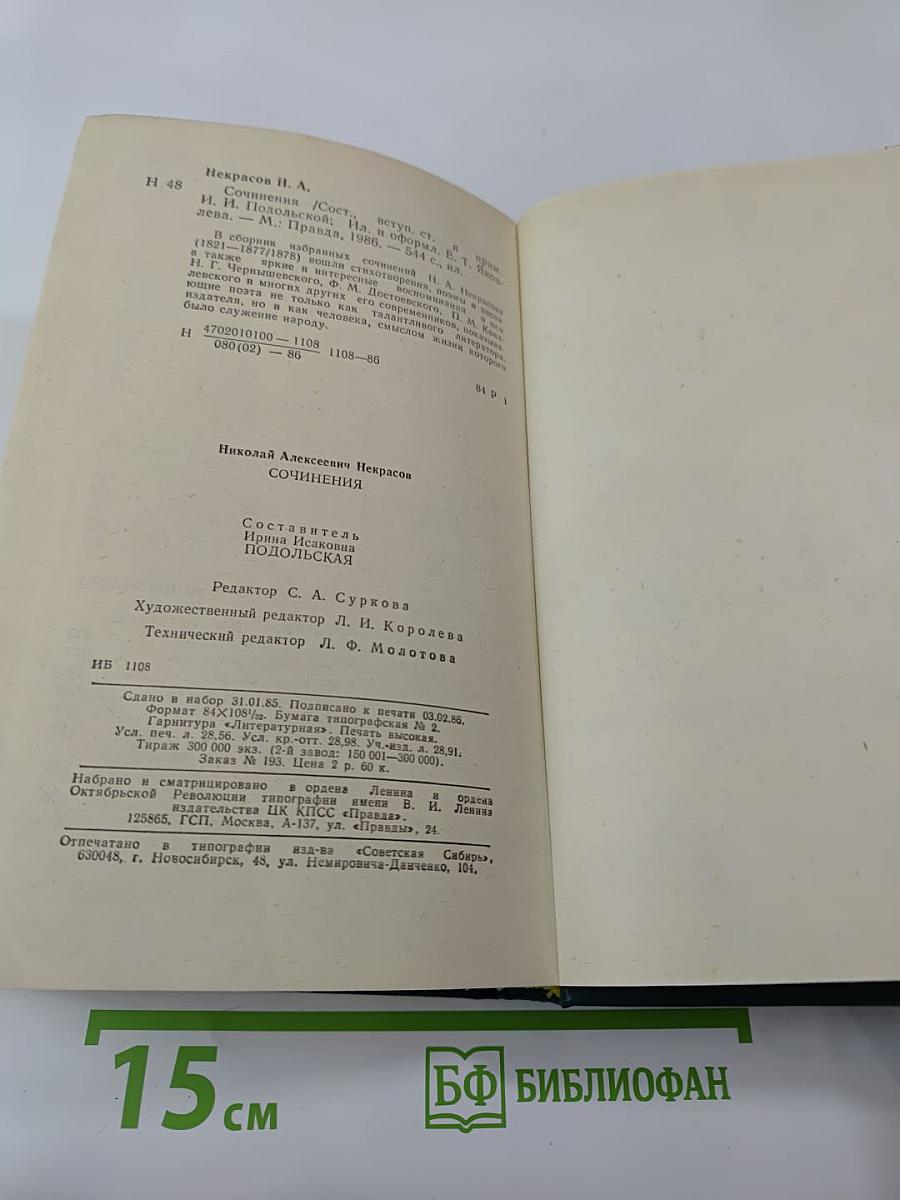 Некрасов Н. А.
Н 48
Сочинения /Сост., вступ. ст. и прим.
И. И. Подольской; Ил. и оформл. Е. Т. Яков-
лева. — М.: Правда, 1986. — 544 с., ил.
В сборник избранных сочинений Н. А. Некрасова
(1821—1877/1878) вошли стихотворения, поэмы и песни
а также яркие и интересные воспоминания о нем
Н. Г. Чернышевского, Ф. М. Достоевского, П. М. Кова-
левского и многих других его современников, показыва-
ющие поэта не только как талантливого литератора,
издателя, но и как человека, смыслом жизни которого
было служение народу.
Н 4702010100 — 1108
080(02) — 86 1108—86
84 Р 1
Николай Алексеевич Некрасов
СОЧИНЕНИЯ
Составитель
Ирина Исаковна
ПОДОЛЬСКАЯ
Редактор С. А. Суркова
Художественный редактор Л. И. Королева
Технический редактор Л. Ф. Молотова
ИБ 1108
Сдано в набор 31.01.85. Подписано к печати 03.02.86.
Формат 84×108¹/₃₂. Бумага типографская № 2.
Гарнитура «Литературная». Печать высокая.
Усл. печ. л. 28,56. Усл. кр.-отт. 28,98. Уч.-изд. л. 28,91.
Тираж 300 000 экз. (2-й завод: 150 001—300 000).
Заказ № 193. Цена 2 р. 60 к.
Набрано и сматрицировано в ордена Ленина и ордена
Октябрьской Революции типографии имени В. И. Ленина
издательства ЦК КПСС «Правда».
125865, ГСП, Москва, А-137, ул. «Правды», 24.
Отпечатано в типографии изд-ва «Советская Сибирь»,
630048, г. Новосибирск, 48, ул. Немировича-Данченко, 104.
15 см
БФ БИБЛИОФАН